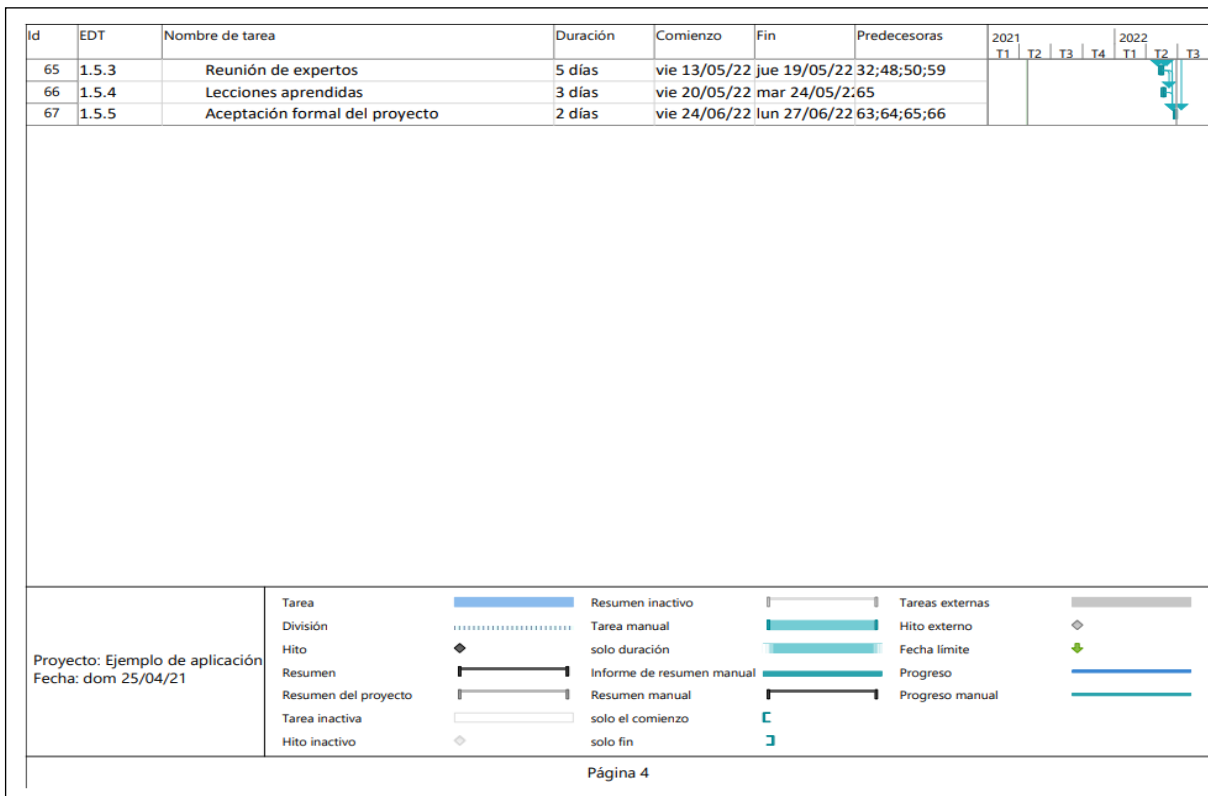 Id EDT Nombre de tarea Duración Comienzo Fin Predecesoras 2021 2022
T1 T2 T3 T4 T1 T2 T3
65 1.5.3 Reunión de expertos 5 días vie 13/05/22 jue 19/05/22 32;48;50;59
66 1.5.4 Lecciones aprendidas 3 días vie 20/05/22 mar 24/05/22 65
67 1.5.5 Aceptación formal del proyecto 2 días vie 24/06/22 lun 27/06/22 63;64;65;66
Proyecto: Ejemplo de aplicación
Fecha: dom 25/04/21
Tarea Resumen inactivo Tareas externas
División Tarea manual Hito externo
Hito solo duración Fecha límite
Resumen Informe de resumen manual Progreso
Resumen del proyecto Resumen manual Progreso manual
Tarea inactiva solo el comienzo
Hito inactivo solo fin
Página 4